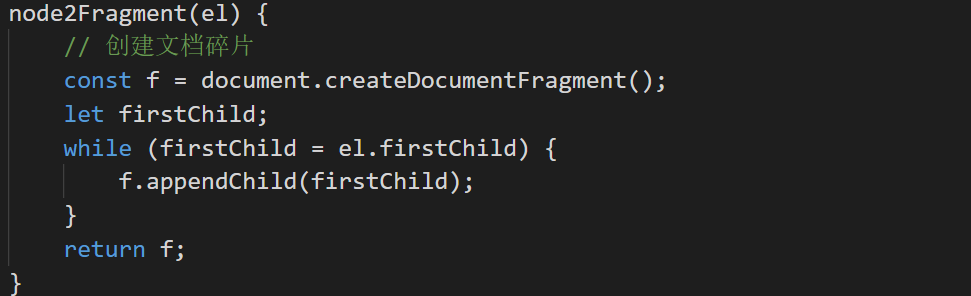 node2Fragment(el) {
// 创建文档碎片
const f = document.createDocumentFragment();
let firstChild;
while (firstChild = el.firstChild) {
f.appendChild(firstChild);
}
return f;
}